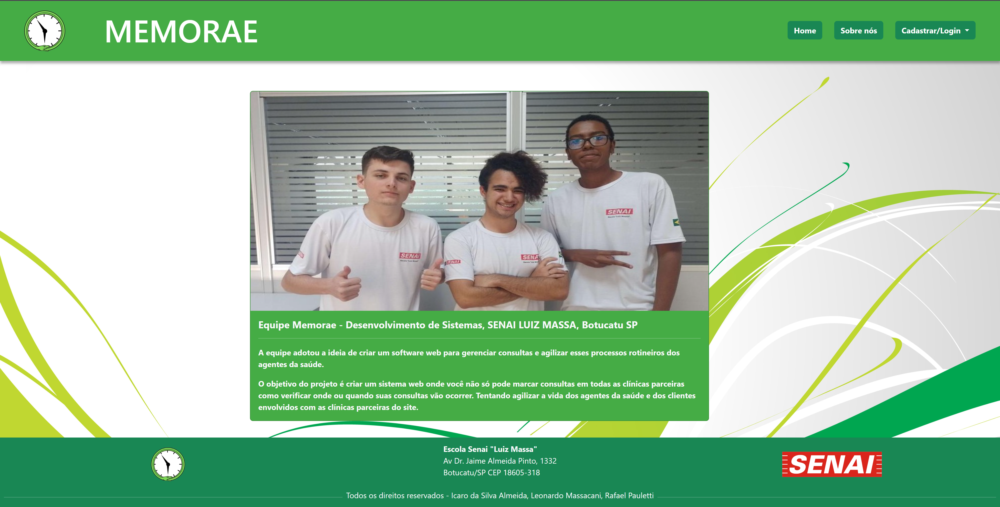 MEMORAE
Home
Sobre nós
Cadastrar/Login
SENAI
SENAI
SENAI
SENA
SENAI
Equipe Memorae - Desenvolvimento de Sistemas, SENAI LUIZ MASSA, Botucatu SP
A equipe adotou a ideia de criar um software web para gerenciar consultas e agilizar esses processos rotineiros dos
agentes da saúde.
O objetivo do projeto é criar um sistema web onde você não só pode marcar consultas em todas as clínicas parceiras
como verificar onde ou quando suas consultas vão ocorrer. Tentando agilizar a vida dos agentes da saúde e dos clientes
envolvidos com as clínicas parceiras do site.
Escola Senai "Luiz Massa"
Av Dr. Jaime Almeida Pinto, 1332
Botucatu/SP CEP 18605-318
SENAI
Todos os direitos reservados - Icaro da Silva Almeida, Leonardo Massacani, Rafael Pauletti